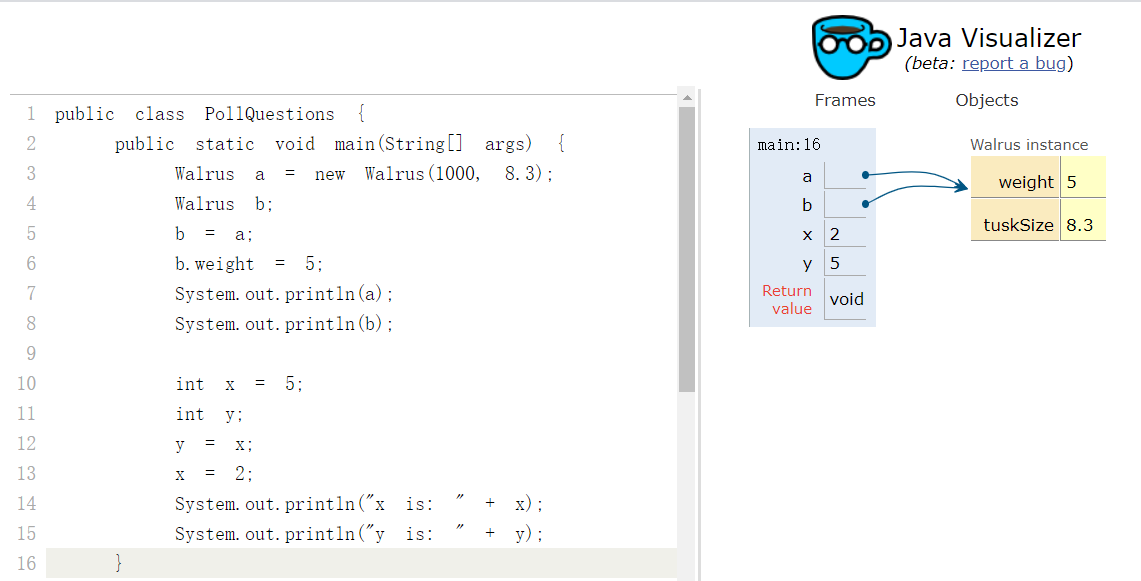 Java Visualizer
(beta: report a bug)
Frames
Objects
1 public class PollQuestions {
2 public static void main(String[] args) {
3 Walrus a = new Walrus(1000, 8.3);
4 Walrus b;
5 b = a;
6 b.weight = 5;
7 System.out.println(a);
8 System.out.println(b);
9
10 int x = 5;
11 int y;
12 y = x;
13 x = 2;
14 System.out.println("x is: " + x);
15 System.out.println("y is: " + y);
16 }
main:16
a
b
x 2
y 5
Return
value void
Walrus instance
weight 5
tuskSize 8.3